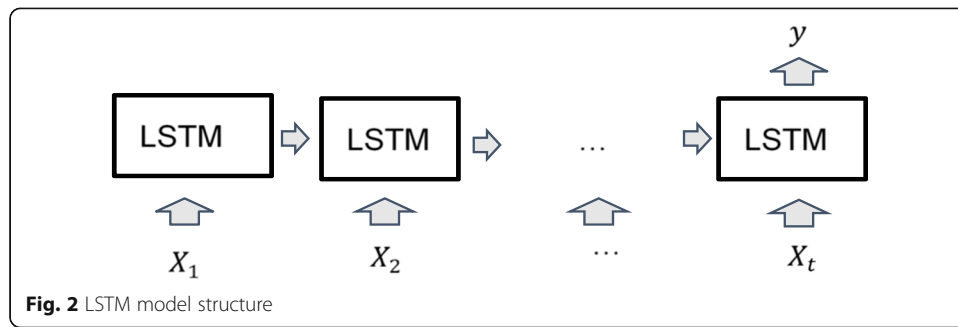 y
LSTM LSTM ... LSTM
X₁ X₂ ... Xₜ
Fig. 2 LSTM model structure